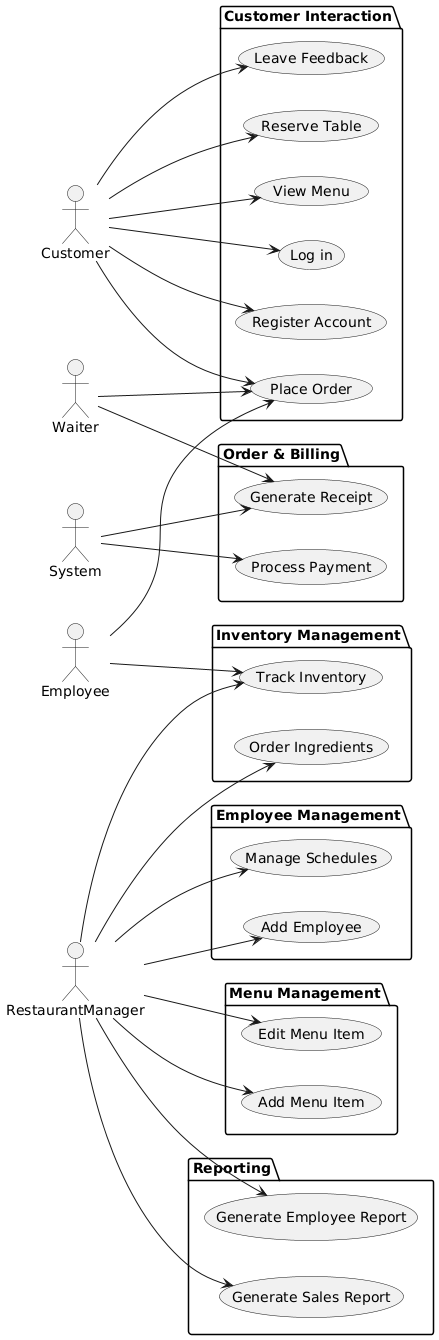 Customer Interaction
Leave Feedback
Reserve Table
View Menu
Customer
Log in
Register Account
Place Order
Waiter
Order & Billing
Generate Receipt
System
Process Payment
Inventory Management
Employee
Track Inventory
Order Ingredients
Employee Management
Manage Schedules
Add Employee
RestaurantManager
Menu Management
Edit Menu Item
Add Menu Item
Reporting
Generate Employee Report
Generate Sales Report